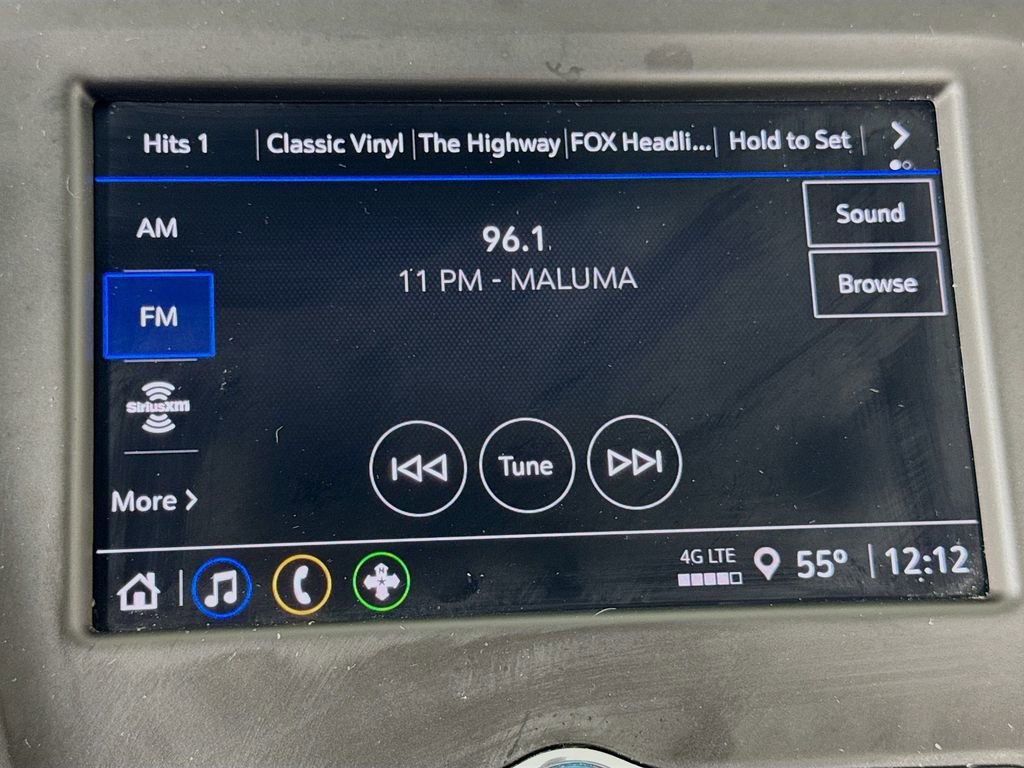 Hits 1 Classic Vinyl The Highway FOX Headli... Hold to Set
AM
96.1
Sound
11 PM - MALUMA
Browse
FM
SiriusXM
Tune
More
4G LTE
55° 12:12
N